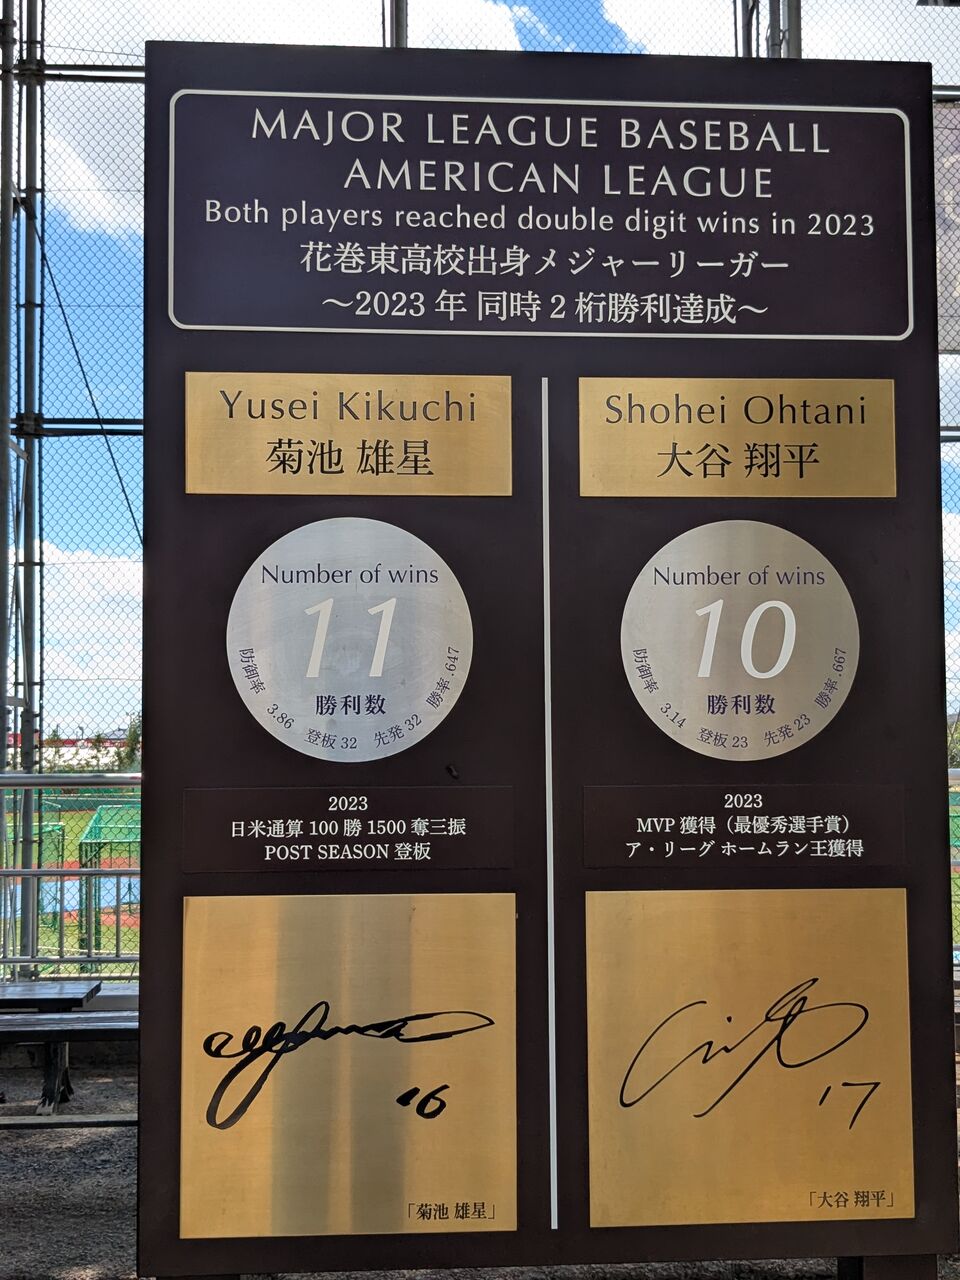 MAJOR LEAGUE BASEBALL
AMERICAN LEAGUE
Both players reached double digit wins in 2023
花巻東高校出身メジャーリーガー
～2023 年 同時 2 桁勝利達成～
Yusei Kikuchi
菊池 雄星
Number of wins
11
勝利数
防御率 3.86 登板 32 先発 32 勝率 .647
2023
日米通算 100 勝 1500 奪三振
POST SEASON 登板
16
「菊池 雄星」
Shohei Ohtani
大谷 翔平
Number of wins
10
勝利数
防御率 3.14 登板 23 先発 23 勝率 .667
2023
MVP 獲得（最優秀選手賞）
ア・リーグ ホームラン王獲得
17
「大谷 翔平」